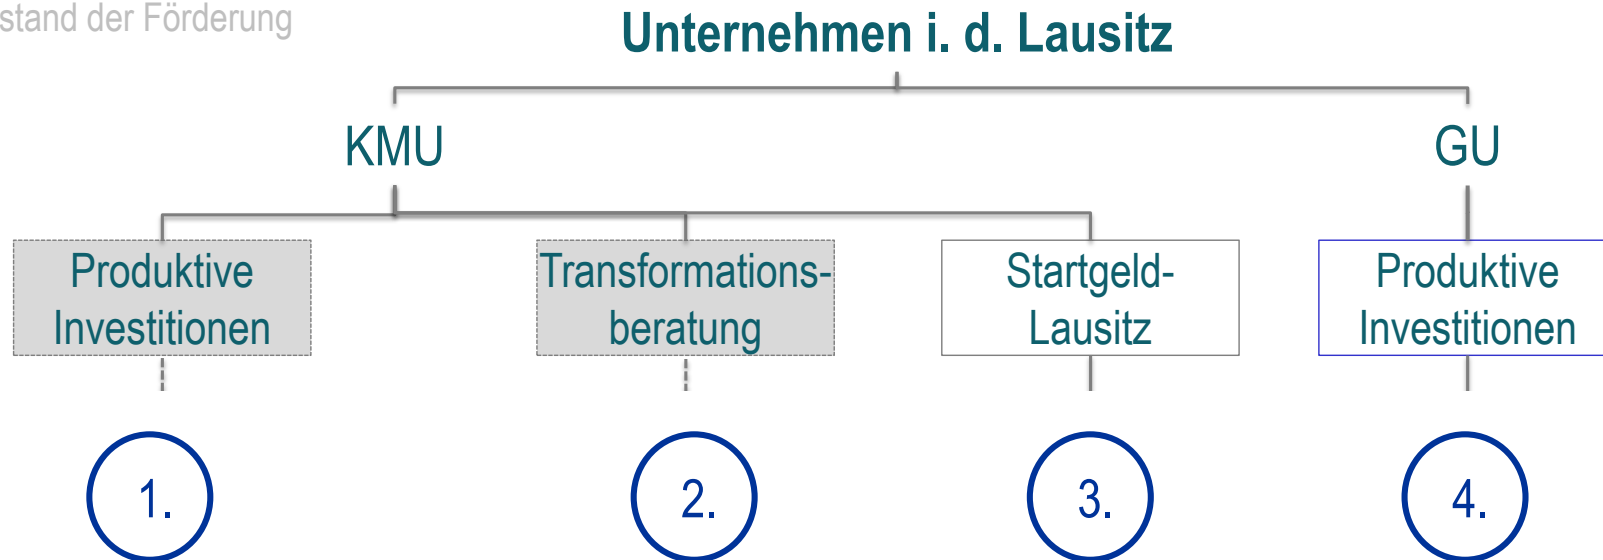 stand der Förderung
Unternehmen i. d. Lausitz
KMU
GU
Produktive
Investitionen
Transformations-
beratung
Startgeld-
Lausitz
Produktive
Investitionen
1.
2.
3.
4.